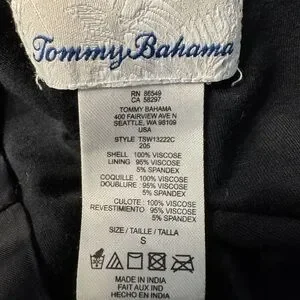 Tommy Bahama
RN 86549
CA 58297
TOMMY BAHAMA
400 FAIRVIEW AVE N
SEATTLE, WA 98109
USA
STYLE TSW13222C
205
SHELL 100% VISCOSE
LINING 95% VISCOSE
5% SPANDEX
COQUILLE . 100% VISCOSE
DOUBLURE : 95% VISCOSE
5% SPANDEX
CULOTE : 100% VISCOSE
REVESTIMIENTO 95% VISCOSE
5% SPANDEX
SIZE / TAILLE / TALLA
S
MADE IN INDIA
FAIT AUX IND
HECHO EN INDIA